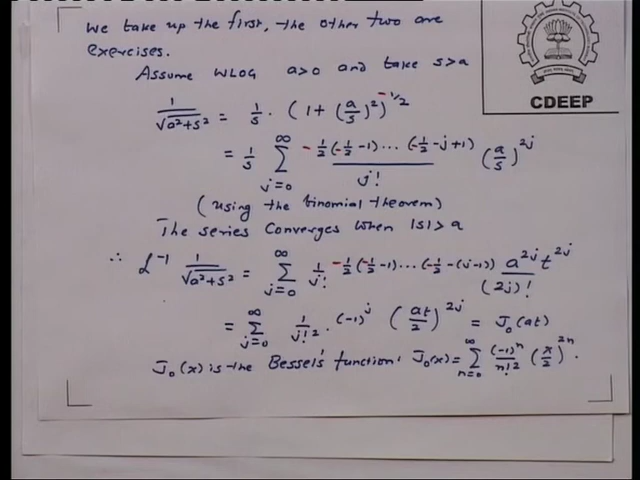 We take up the first, the other two are
exercises.
Assume WLOG a>0 and take s>a
1/√(a²+s²) = 1/s · (1 + (a/s)²)^(-1/2)
= 1/s ∑_{j=0}^{∞} -1/2(-1/2-1)...(-1/2-j+1)/j! (a/s)^{2j}
(using the binomial theorem)
The series converges when |s|>a
∴ ℒ⁻¹ 1/√(a²+s²) = ∑_{j=0}^{∞} 1/j! -1/2(-1/2-1)...(-1/2-(j-1)) a^{2j} t^{2j}/(2j)!
= ∑_{j=0}^{∞} 1/j!² · (-1)^j (at/2)^{2j} = J₀(at)
J₀(x) is the Bessel's function! J₀(x) = ∑_{n=0}^{∞} (-1)^n/n!² (x/2)^{2n}.
CDEEP